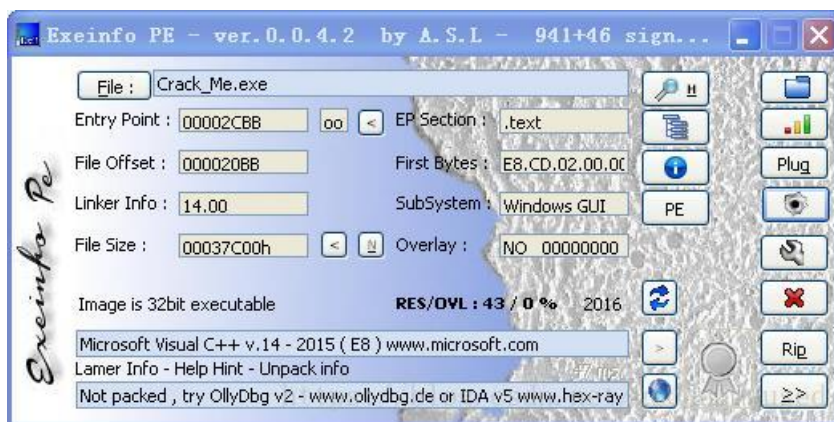 Exeinfo PE - ver.0.0.4.2 by A.S.L - 941+46 sign...
File : Crack_Me.exe H
Entry Point : 00002CBB oo < EP Section : .text
File Offset : 000020BB First Bytes : E8.CD.02.00.0C Plug
Linker Info : 14.00 SubSystem : Windows GUI PE
File Size : 00037C00h < N Overlay : NO 00000000
Image is 32bit executable RES/OVL : 43 / 0 % 2016
Microsoft Visual C++ v.14 - 2015 ( E8 ) www.microsoft.com > Rip
Lamer Info - Help Hint - Unpack info
Not packed , try OllyDbg v2 - www.ollydbg.de or IDA v5 www.hex-ray >>
Exeinfo Pe